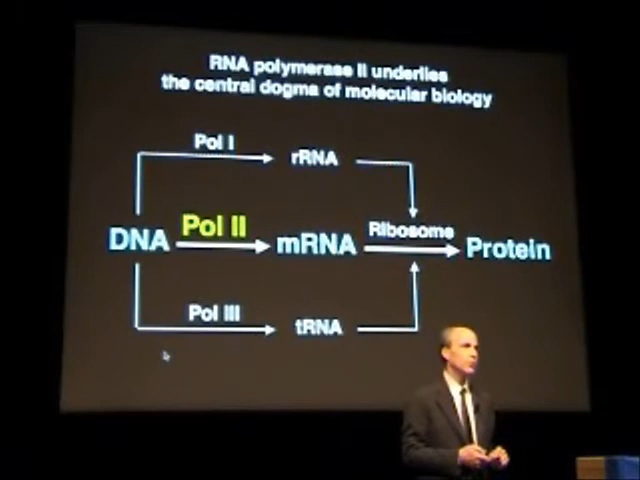 RNA polymerase II underlies
the central dogma of molecular biology
Pol I
rRNA
DNA
Pol II
mRNA
Ribosome
Protein
Pol III
tRNA